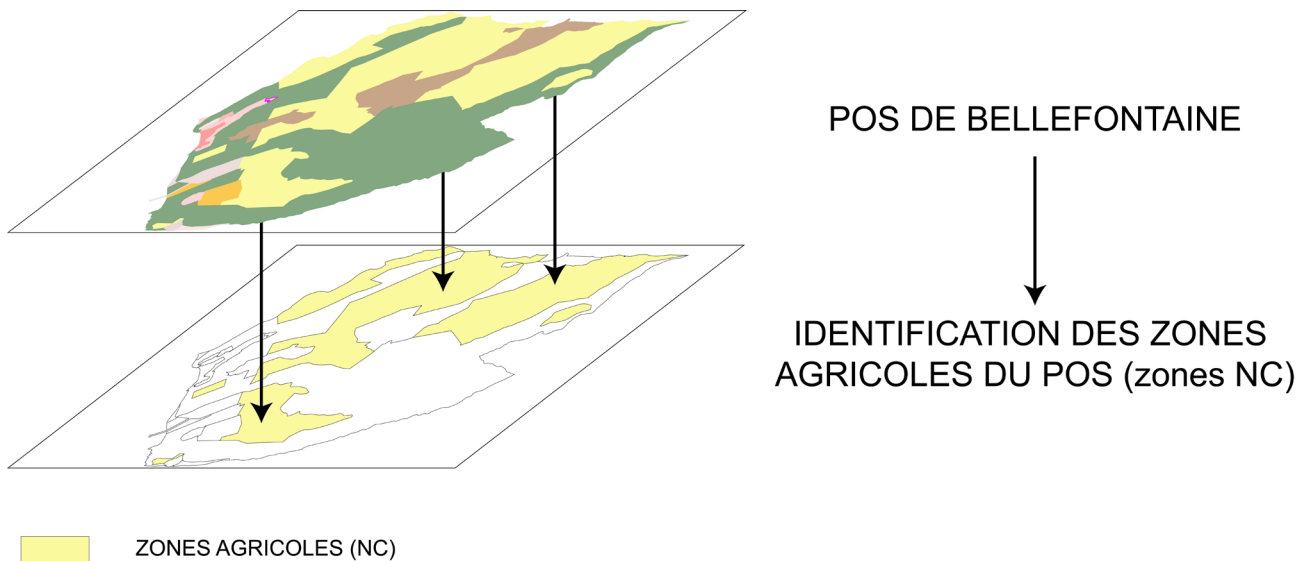 POS DE BELLEFONTAINE
IDENTIFICATION DES ZONES
AGRICOLES DU POS (zones NC)
ZONES AGRICOLES (NC)